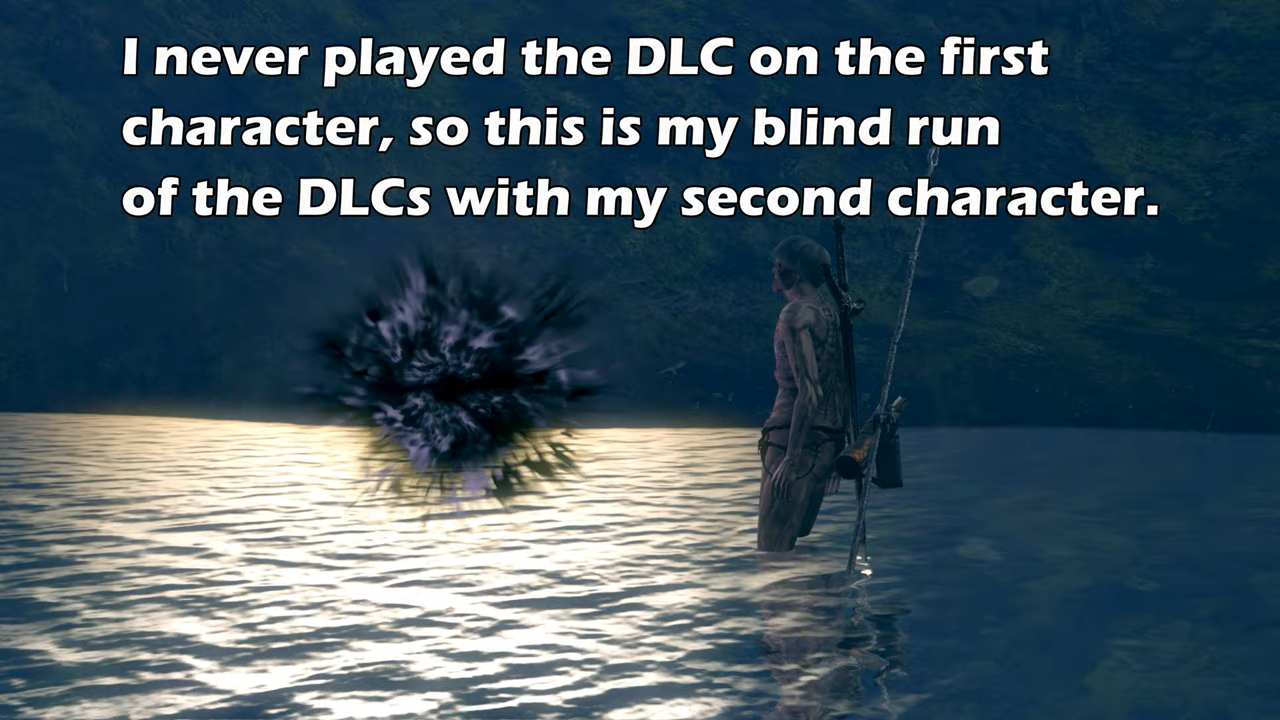 I never played the DLC on the first
character, so this is my blind run
of the DLCs with my second character.